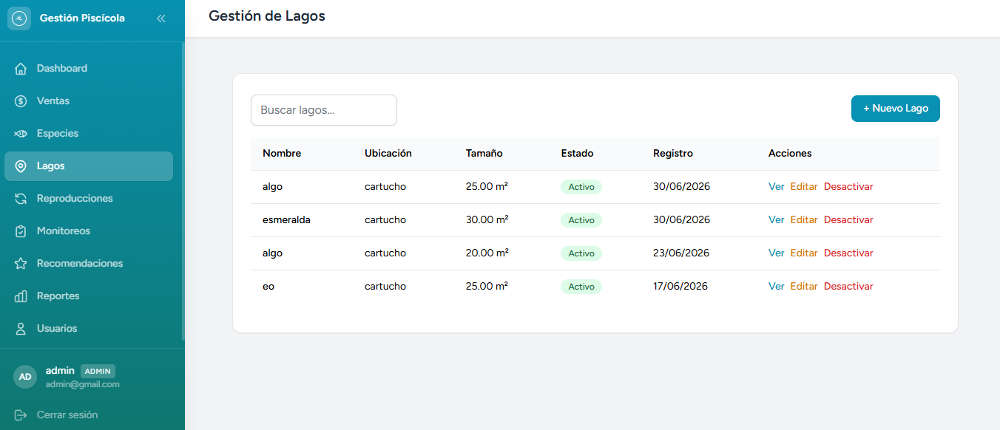 Gestión Piscícola
Dashboard
Ventas
Especies
Lagos
Reproducciones
Monitoreos
Recomendaciones
Reportes
Usuarios
AD
admin ADMIN
admin@gmail.com
Cerrar sesión
Gestión de Lagos
Buscar lagos...
+ Nuevo Lago
Nombre Ubicación Tamaño Estado Registro Acciones
algo cartucho 25.00 m² Activo 30/06/2026 Ver Editar Desactivar
esmeralda cartucho 30.00 m² Activo 30/06/2026 Ver Editar Desactivar
algo cartucho 20.00 m² Activo 23/06/2026 Ver Editar Desactivar
eo cartucho 25.00 m² Activo 17/06/2026 Ver Editar Desactivar